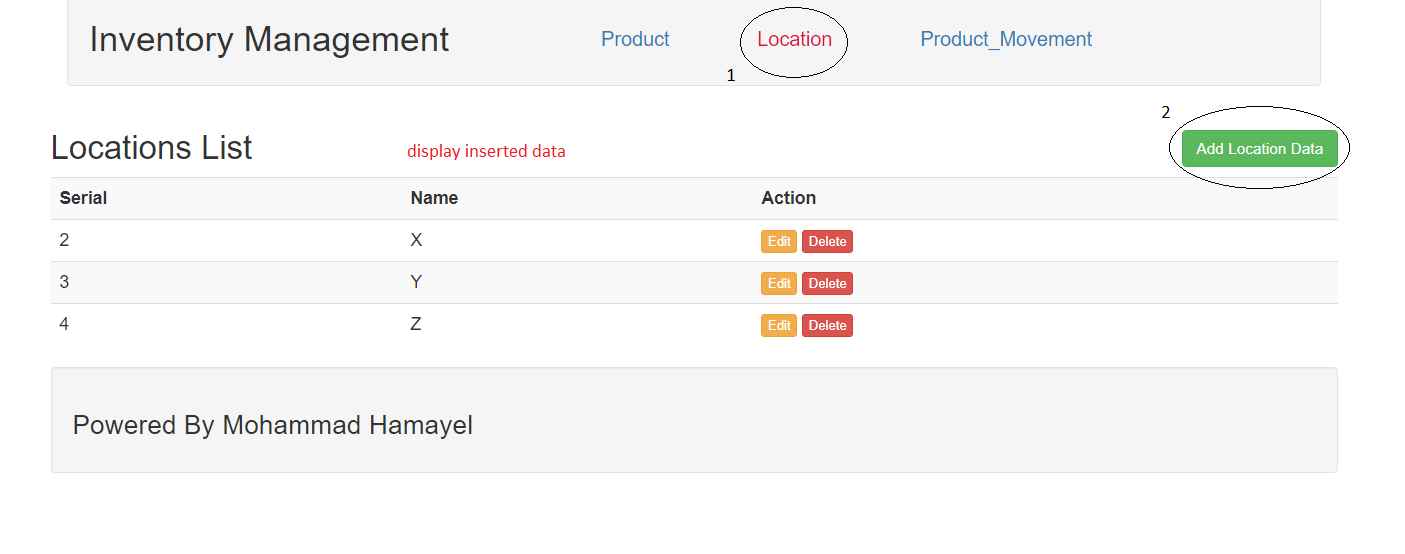 Inventory Management Product Location Product_Movement
1
2
Locations List display inserted data Add Location Data
Serial Name Action
2 X Edit Delete
3 Y Edit Delete
4 Z Edit Delete
Powered By Mohammad Hamayel